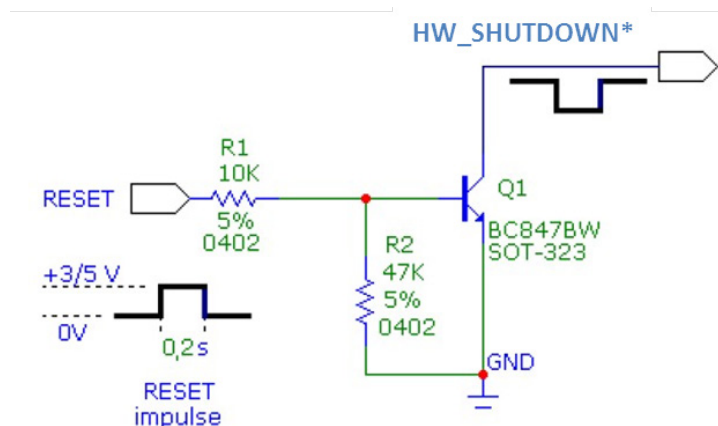 HW_SHUTDOWN*
R1
10K
RESET
5%
0402
Q1
BC847BW
SOT-323
R2
47K
5%
0402
+3/5 V
0V
0,2s
GND
RESET
impulse